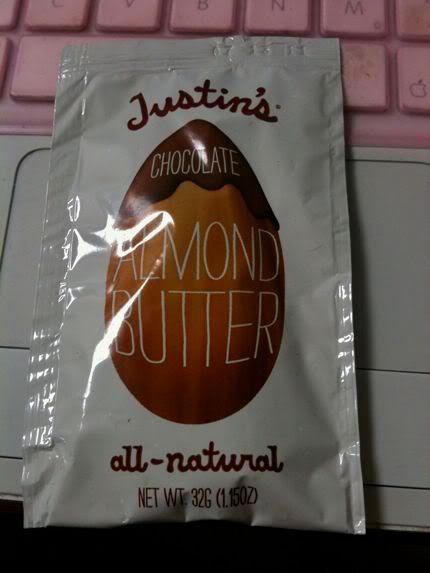 C V B N M
Justin's
CHOCOLATE
ALMOND
BUTTER
all-natural
NET WT. 32G (1.15OZ)